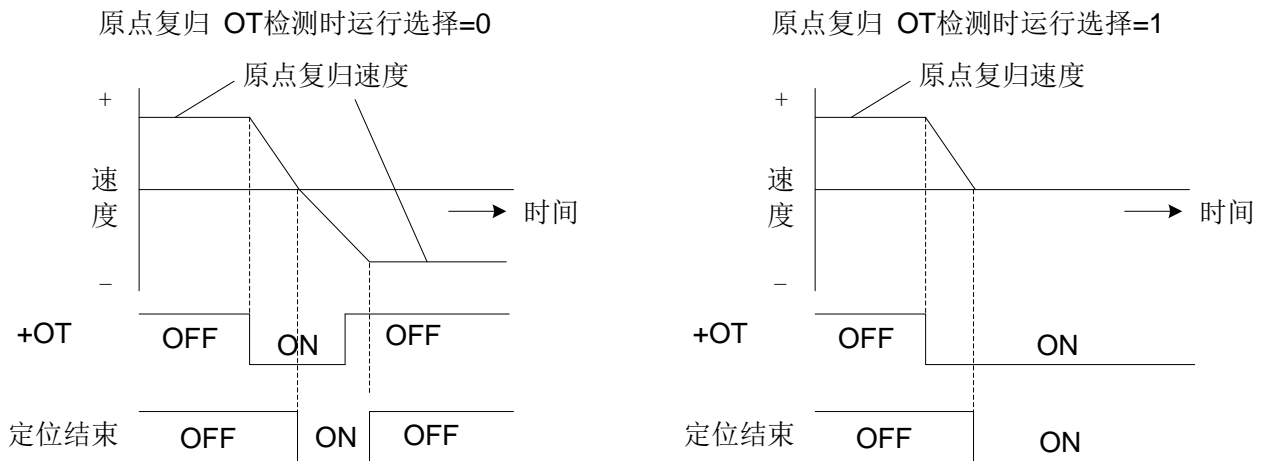 原点复归 OT检测时运行选择=0
原点复归速度
+
速度
时间
−
+OT
OFF
ON
OFF
定位结束
OFF
ON
OFF
原点复归 OT检测时运行选择=1
原点复归速度
+
速度
时间
−
+OT
OFF
ON
定位结束
OFF
ON